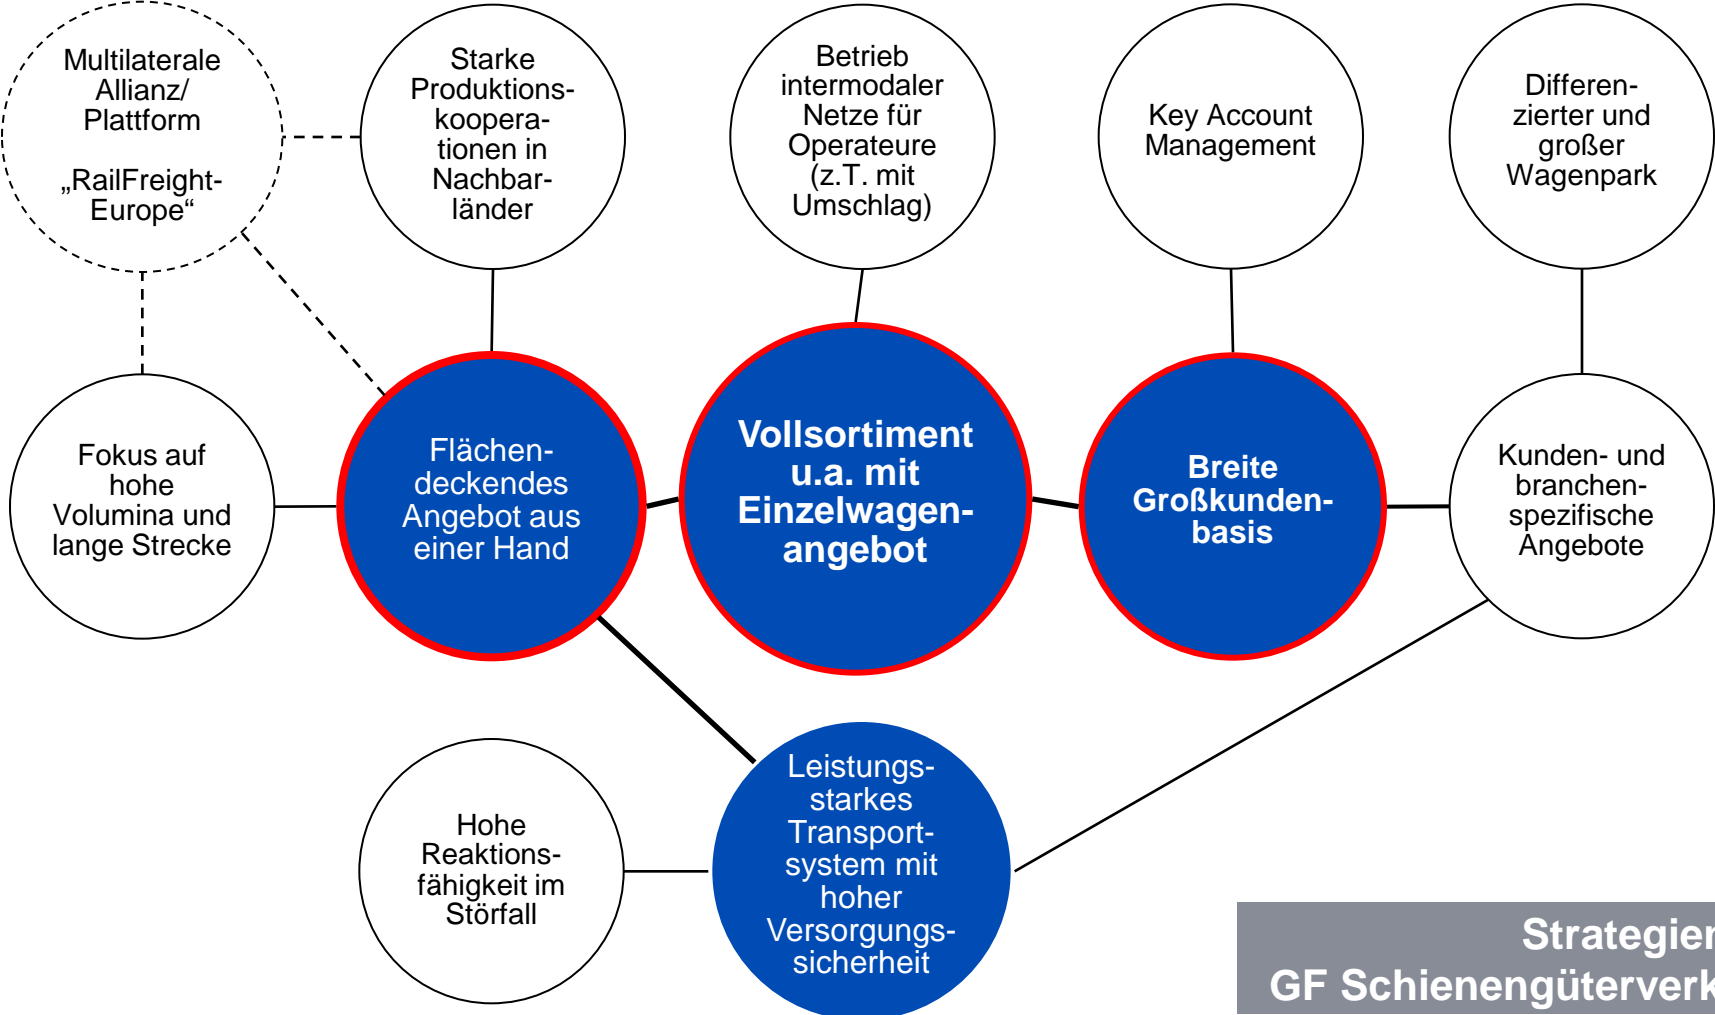 Multilaterale
Allianz/
Plattform
„RailFreight-
Europe“
Starke
Produktions-
koopera-
tionen in
Nachbar-
länder
Betrieb
intermodaler
Netze für
Operateure
(z.T. mit
Umschlag)
Key Account
Management
Differen-
zierter und
großer
Wagenpark
Fokus auf
hohe
Volumina und
lange Strecke
Flächen-
deckendes
Angebot aus
einer Hand
Vollsortiment
u.a. mit
Einzelwagen-
angebot
Breite
Großkunden-
basis
Kunden- und
branchen-
spezifische
Angebote
Hohe
Reaktions-
fähigkeit im
Störfall
Leistungs-
starkes
Transport-
system mit
hoher
Versorgungs-
sicherheit
Strategien
GF Schienengüterverk